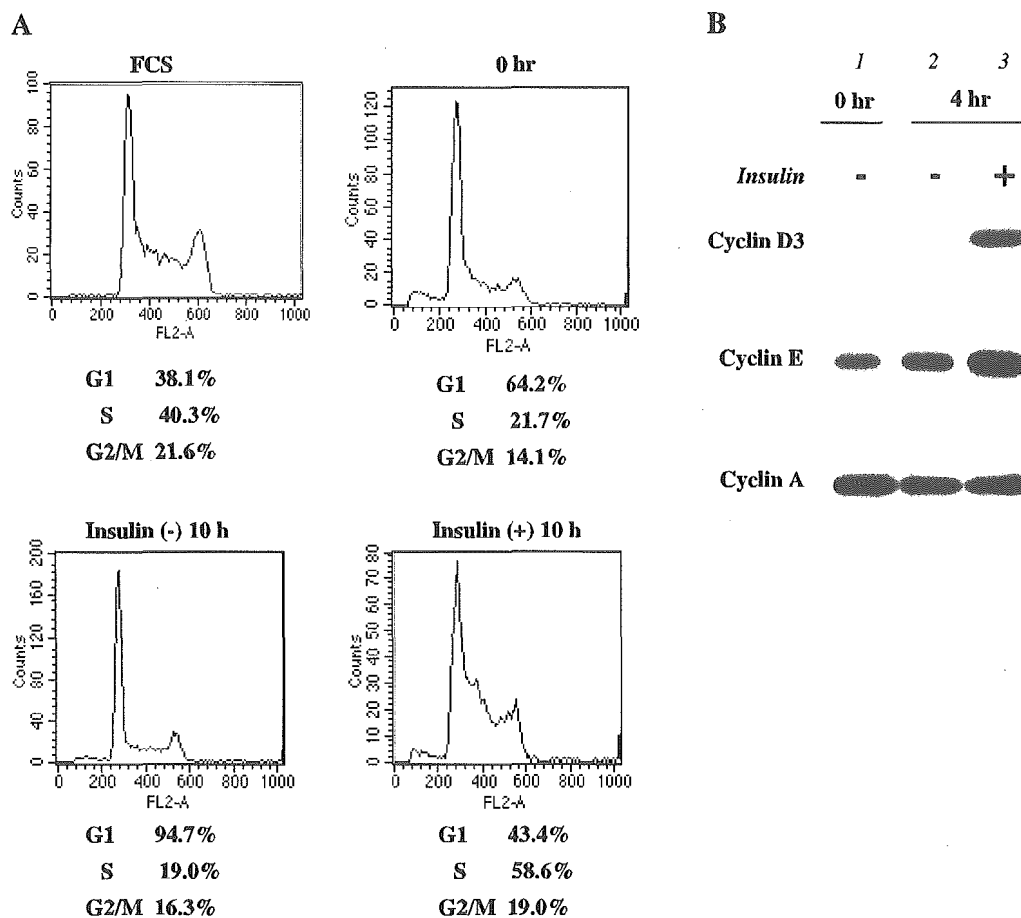 A
FCS
100
80
60
40
20
0
Counts
0 200 400 600 800 1000
FL2-A
G1 38.1%
S 40.3%
G2/M 21.6%
0 hr
120
100
80
60
40
20
0
Counts
0 200 400 600 800 1000
FL2-A
G1 64.2%
S 21.7%
G2/M 14.1%
Insulin (-) 10 h
200
160
120
80
40
0
Counts
0 200 400 600 800 1000
FL2-A
G1 94.7%
S 19.0%
G2/M 16.3%
Insulin (+) 10 h
80
70
60
50
40
30
20
10
0
Counts
0 200 400 600 800 1000
FL2-A
G1 43.4%
S 58.6%
G2/M 19.0%
B
1 2 3
0 hr 4 hr
Insulin - - +
Cyclin D3
Cyclin E
Cyclin A